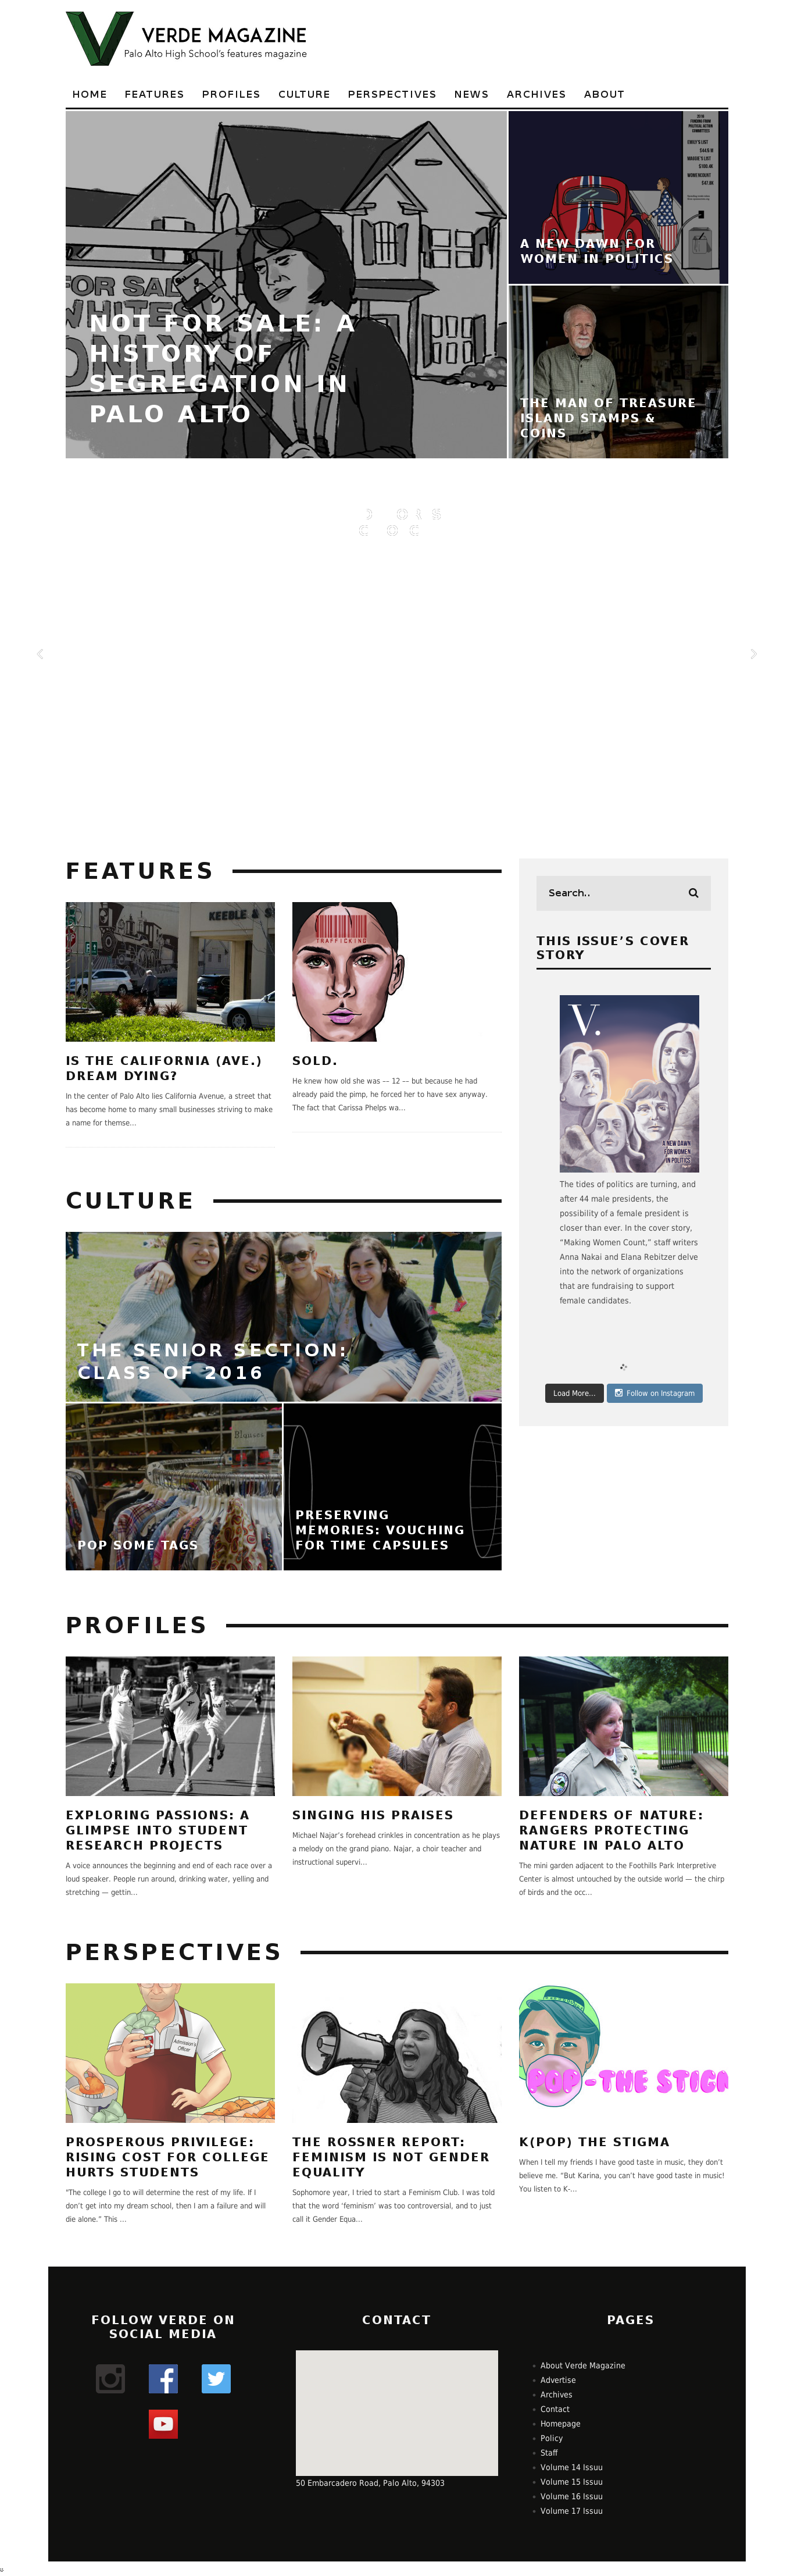 VERDE MAGAZINE
Palo Alto High School's features magazine
HOME FEATURES PROFILES CULTURE PERSPECTIVES NEWS ARCHIVES ABOUT
FOR SALE
NOT FOR SALE: A
HISTORY OF
SEGREGATION IN
PALO ALTO
A NEW DAWN FOR
WOMEN IN POLITICS
THE MAN OF TREASURE
ISLAND STAMPS &
COINS
FEATURES
KEEBLE & S
IS THE CALIFORNIA (AVE.)
DREAM DYING?
In the center of Palo Alto lies California Avenue, a street that
has become home to many small businesses striving to make
a name for themse...
TRAFFICKING
SOLD.
He knew how old she was -- 12 -- but because he had
already paid the pimp, he forced her to have sex anyway.
The fact that Carissa Phelps wa...
Search..
THIS ISSUE'S COVER
STORY
V.
A NEW DAWN
FOR WOMEN
IN POLITICS
The tides of politics are turning, and
after 44 male presidents, the
possibility of a female president is
closer than ever. In the cover story,
“Making Women Count,” staff writers
Anna Nakai and Elana Rebitzer delve
into the network of organizations
that are fundraising to support
female candidates.
Load More...
Follow on Instagram
CULTURE
THE SENIOR SECTION:
CLASS OF 2016
Blouses
POP SOME TAGS
PRESERVING
MEMORIES: VOUCHING
FOR TIME CAPSULES
PROFILES
EXPLORING PASSIONS: A
GLIMPSE INTO STUDENT
RESEARCH PROJECTS
A voice announces the beginning and end of each race over a
loud speaker. People run around, drinking water, yelling and
stretching — gettin...
SINGING HIS PRAISES
Michael Najar’s forehead crinkles in concentration as he plays
a melody on the grand piano. Najar, a choir teacher and
instructional supervi...
DEFENDERS OF NATURE:
RANGERS PROTECTING
NATURE IN PALO ALTO
The mini garden adjacent to the Foothills Park Interpretive
Center is almost untouched by the outside world — the chirp
of birds and the occ...
PERSPECTIVES
Admission's
Officer
PROSPEROUS PRIVILEGE:
RISING COST FOR COLLEGE
HURTS STUDENTS
"The college I go to will determine the rest of my life. If I
don’t get into my dream school, then I am a failure and will
die alone.” This ...
THE ROSSNER REPORT:
FEMINISM IS NOT GENDER
EQUALITY
Sophomore year, I tried to start a Feminism Club. I was told
that the word ‘feminism’ was too controversial, and to just
call it Gender Equa...
POP-THE STIGM
K(POP) THE STIGMA
When I tell my friends I have good taste in music, they don’t
believe me. “But Karina, you can’t have good taste in music!
You listen to K-...
FOLLOW VERDE ON
SOCIAL MEDIA
CONTACT
50 Embarcadero Road, Palo Alto, 94303
PAGES
About Verde Magazine
Advertise
Archives
Contact
Homepage
Policy
Staff
Volume 14 Issuu
Volume 15 Issuu
Volume 16 Issuu
Volume 17 Issuu